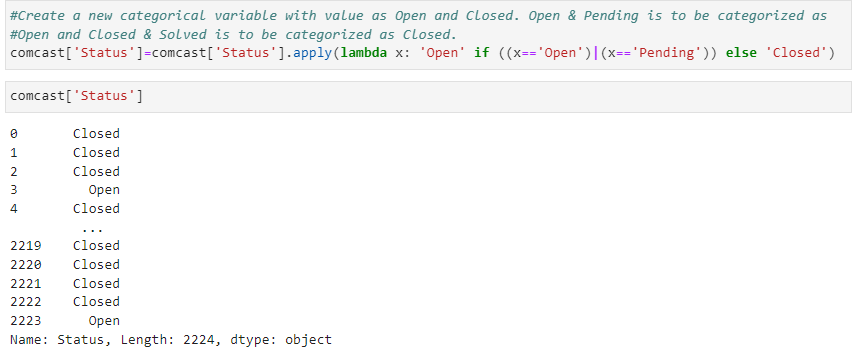 #Create a new categorical variable with value as Open and Closed. Open & Pending is to be categorized as
#Open and Closed & Solved is to be categorized as Closed.
comcast['Status']=comcast['Status'].apply(lambda x: 'Open' if ((x=='Open')|(x=='Pending')) else 'Closed')
comcast['Status']
0       Closed
1       Closed
2       Closed
3         Open
4       Closed
         ...
2219    Closed
2220    Closed
2221    Closed
2222    Closed
2223      Open
Name: Status, Length: 2224, dtype: object